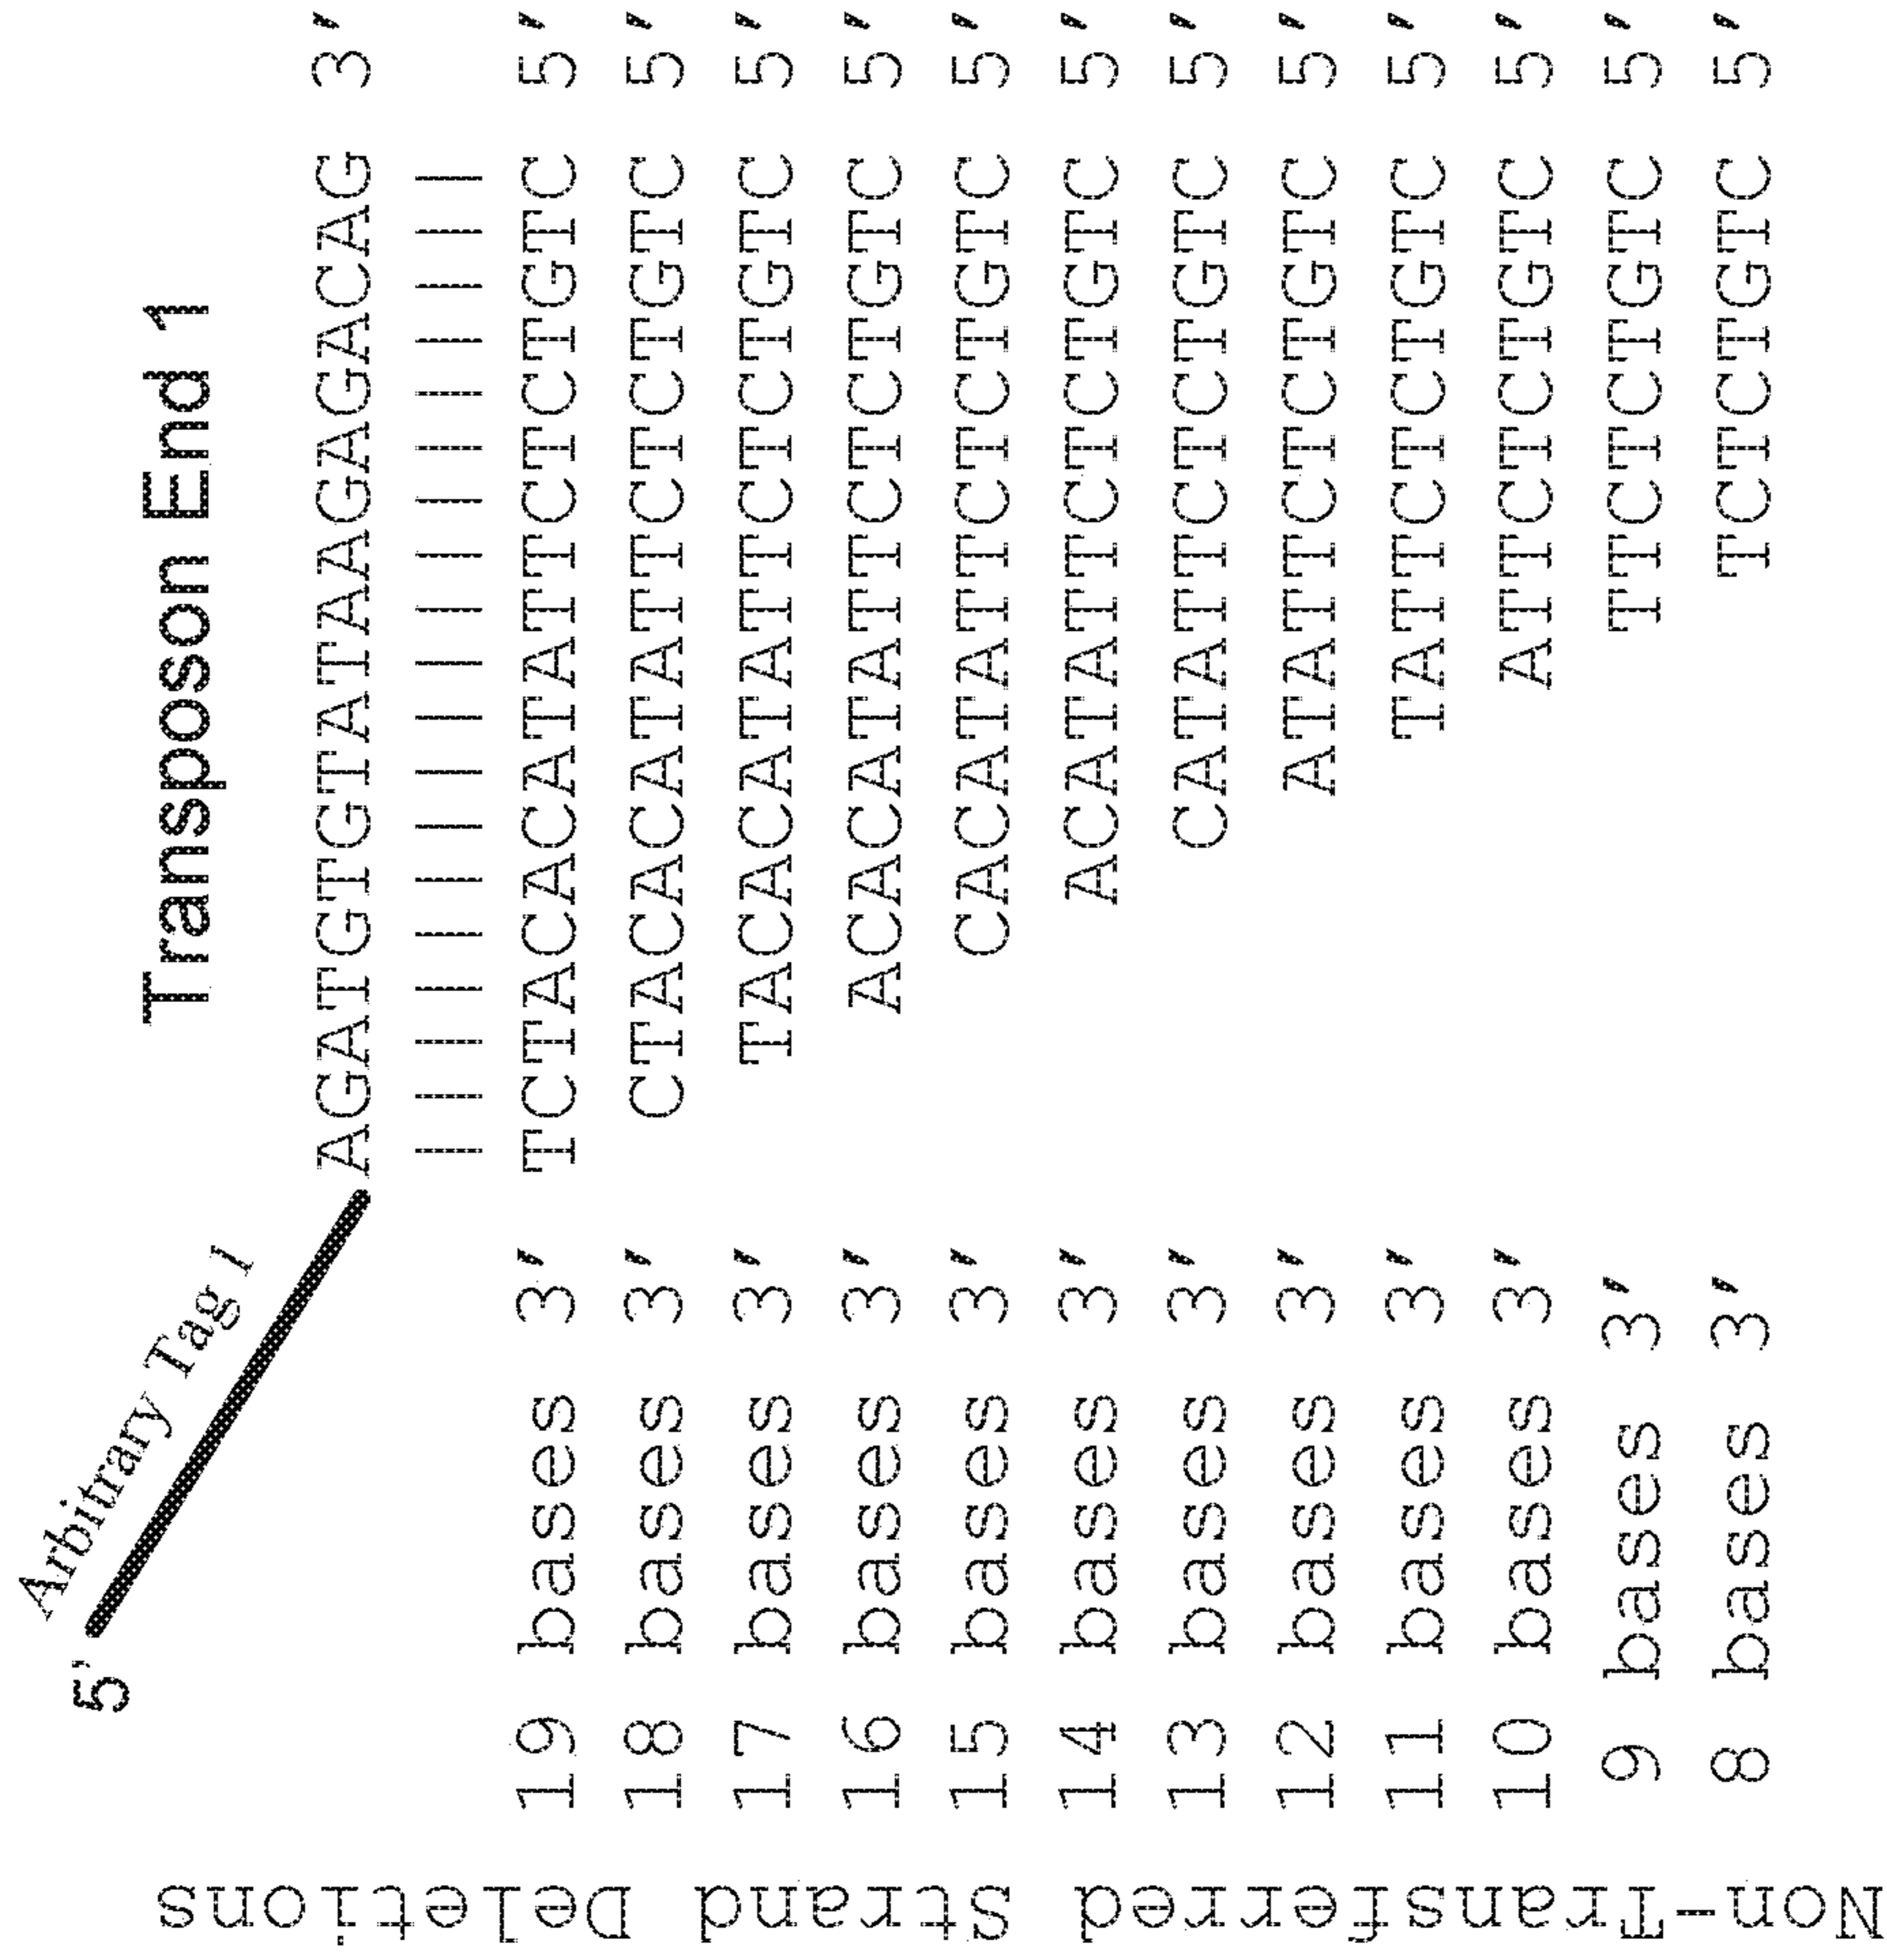 Transposon End 1
5' Arbitrary Tag 1
AGATGTGTATAAGAGACAG 3'
| | | | | | | | | | | | | | | | | | |
19 bases 3' TCTACACATATTCTCTGTC 5'
18 bases 3' CTACACATATTCTCTGTC 5'
17 bases 3' TACACATATTCTCTGTC 5'
16 bases 3' ACACATATTCTCTGTC 5'
15 bases 3' CACATATTCTCTGTC 5'
14 bases 3' ACATATTCTCTGTC 5'
13 bases 3' CATATTCTCTGTC 5'
12 bases 3' ATATTCTCTGTC 5'
11 bases 3' TATTCTCTGTC 5'
10 bases 3' ATTCTCTGTC 5'
9 bases 3' TTCTCTGTC 5'
8 bases 3' TCTCTGTC 5'
Non-Transferred Strand Deletions